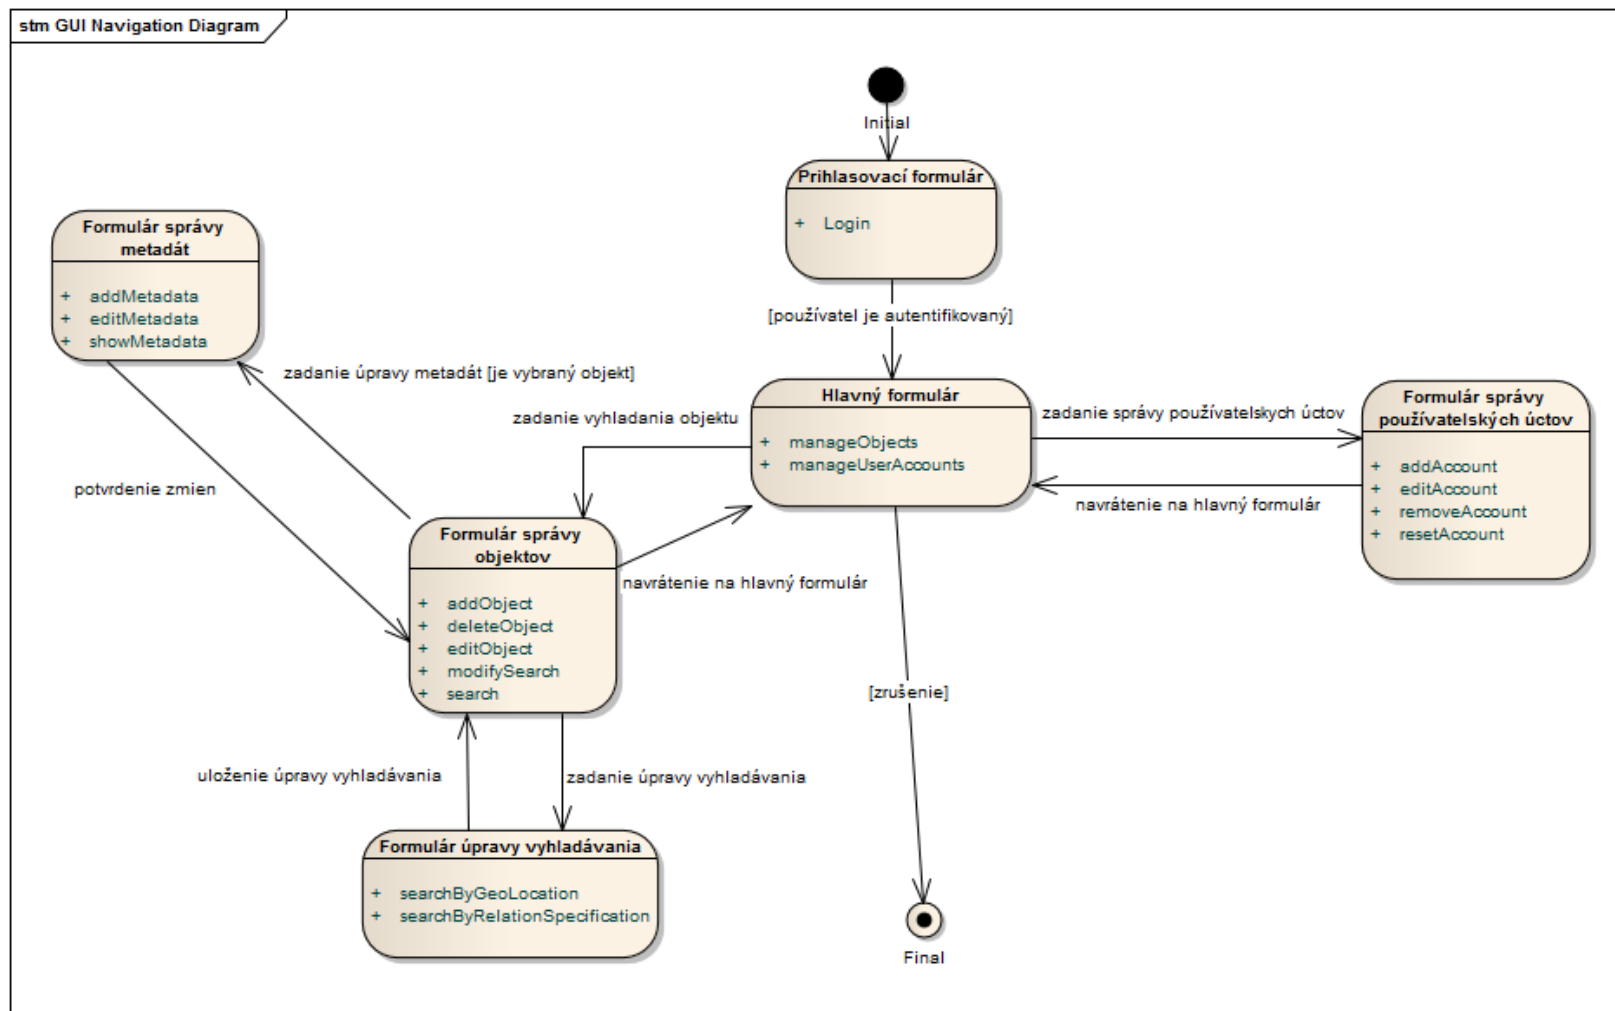 stm GUI Navigation Diagram
Initial
Prihlasovací formulár
+ Login
[používatel je autentifikovaný]
Formulár správy
metadát
+ addMetadata
+ editMetadata
+ showMetadata
zadanie úpravy metadát [je vybraný objekt]
potvrdenie zmien
zadanie vyhladania objektu
Hlavný formulár
+ manageObjects
+ manageUserAccounts
zadanie správy používatelskych úctov
navrátenie na hlavný formulár
Formulár správy
používatelských úctov
+ addAccount
+ editAccount
+ removeAccount
+ resetAccount
Formulár správy
objektov
+ addObject
+ deleteObject
+ editObject
+ modifySearch
+ search
navrátenie na hlavný formulár
[zrušenie]
uloženie úpravy vyhladávania
zadanie úpravy vyhladávania
Formulár úpravy vyhladávania
+ searchByGeoLocation
+ searchByRelationSpecification
Final